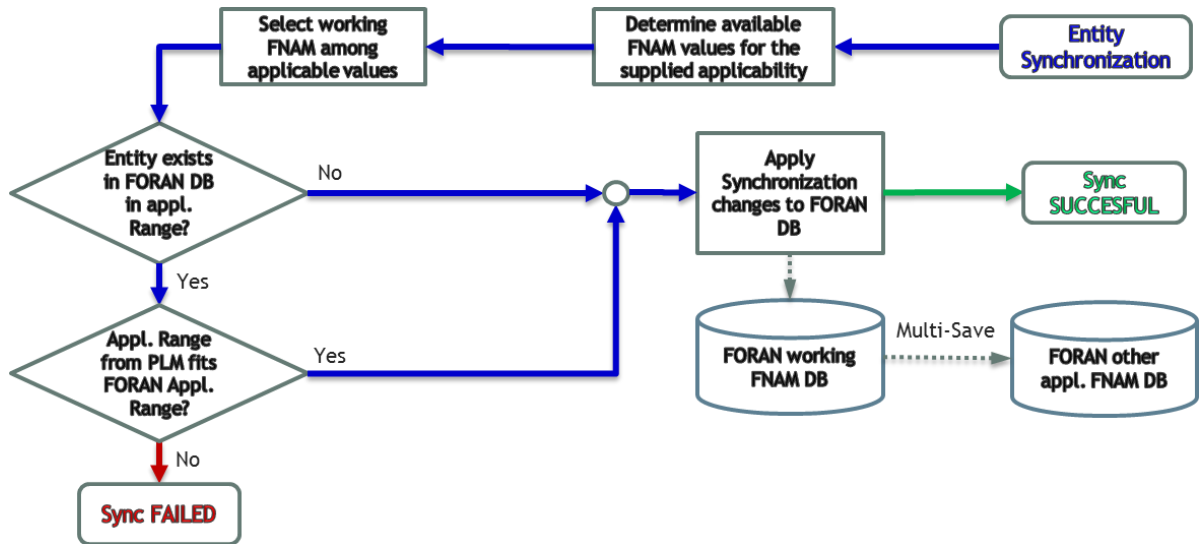 Select working
FNAM among
applicable values
Determine available
FNAM values for the
supplied applicability
Entity
Synchronization
Entity exists
in FORAN DB
in appl.
Range?
No
Apply
Synchronization
changes to FORAN
DB
Sync
SUCCESFUL
Yes
Appl. Range
from PLM fits
FORAN Appl.
Range?
Yes
FORAN working
FNAM DB
Multi-Save
FORAN other
appl. FNAM DB
No
Sync FAILED